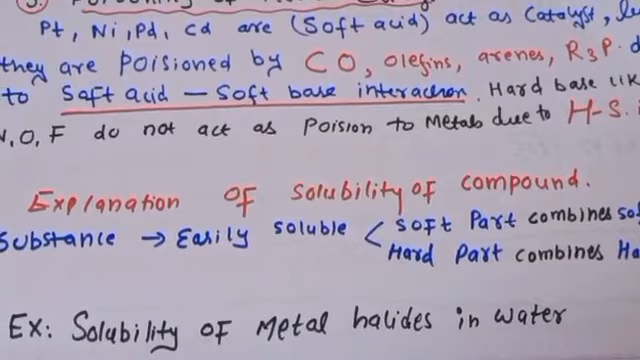 Pt, Ni, Pd, Cd are (Soft acid) act as Catalyst,
they are poisioned by CO, olefins, arenes, R3P.
to Saft acid — Soft base interaction. Hard base
N, O, F do not act as Poision to Metals due to H-S.
Explanation OF solubility of compound.
Substance → Easily soluble < SOFT Part combines
Hard Part combines
EX: Solubility OF Metal halides in water